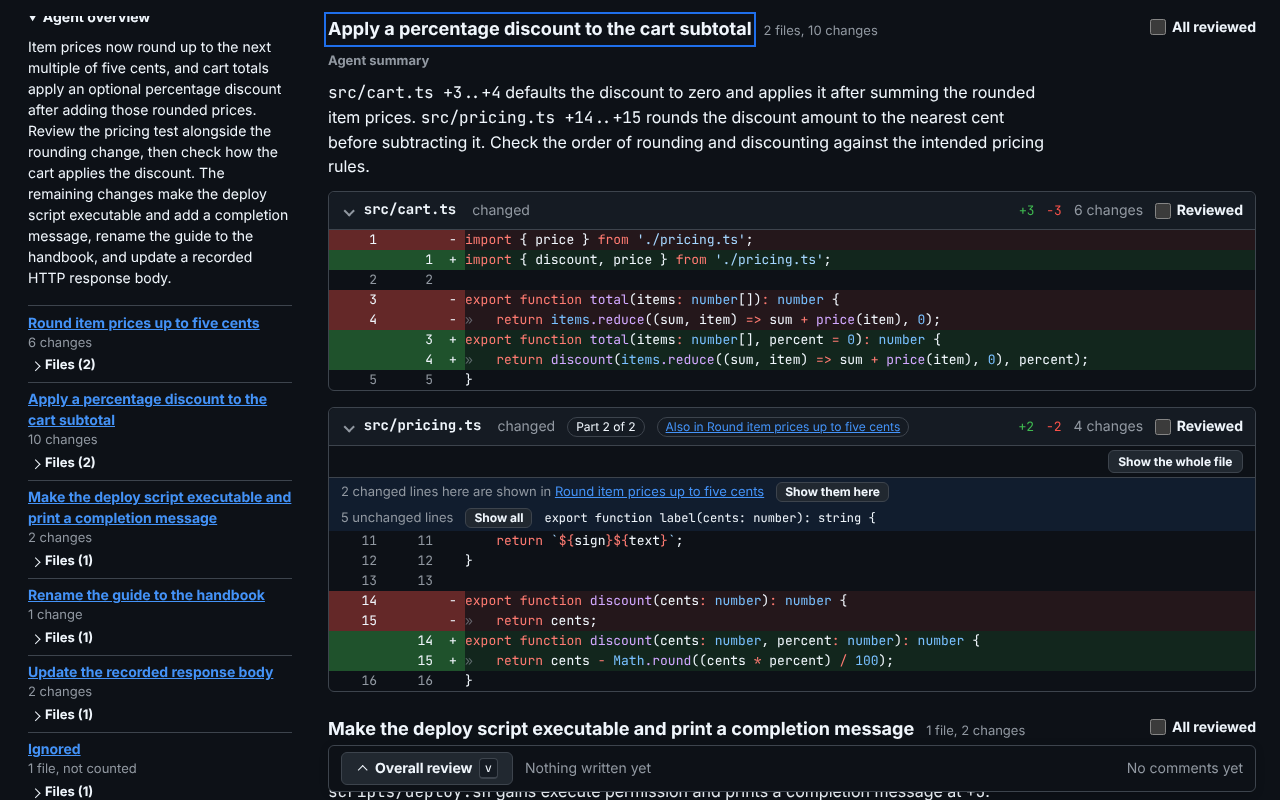 Agent overview
Item prices now round up to the next
multiple of five cents, and cart totals
apply an optional percentage discount
after adding those rounded prices.
Review the pricing test alongside the
rounding change, then check how the
cart applies the discount. The
remaining changes make the deploy
script executable and add a completion
message, rename the guide to the
handbook, and update a recorded
HTTP response body.
Round item prices up to five cents
6 changes
Files (2)
Apply a percentage discount to the
cart subtotal
10 changes
Files (2)
Make the deploy script executable and
print a completion message
2 changes
Files (1)
Rename the guide to the handbook
1 change
Files (1)
Update the recorded response body
2 changes
Files (1)
Ignored
1 file, not counted
Files (1)
Apply a percentage discount to the cart subtotal 2 files, 10 changes All reviewed
Agent summary
src/cart.ts +3..+4 defaults the discount to zero and applies it after summing the rounded
item prices. src/pricing.ts +14..+15 rounds the discount amount to the nearest cent
before subtracting it. Check the order of rounding and discounting against the intended pricing
rules.
src/cart.ts changed +3 -3 6 changes Reviewed
1 - import { price } from './pricing.ts';
1 + import { discount, price } from './pricing.ts';
2 2
3 - export function total(items: number[]): number {
4 - » return items.reduce((sum, item) => sum + price(item), 0);
3 + export function total(items: number[], percent = 0): number {
4 + » return discount(items.reduce((sum, item) => sum + price(item), 0), percent);
5 5 }
src/pricing.ts changed Part 2 of 2 Also in Round item prices up to five cents +2 -2 4 changes Reviewed
Show the whole file
2 changed lines here are shown in Round item prices up to five cents Show them here
5 unchanged lines Show all export function label(cents: number): string {
11 11 return `${sign}${text}`;
12 12 }
13 13
14 - export function discount(cents: number): number {
15 - » return cents;
14 + export function discount(cents: number, percent: number): number {
15 + » return cents - Math.round((cents * percent) / 100);
16 16 }
Make the deploy script executable and print a completion message 1 file, 2 changes All reviewed
Overall review v Nothing written yet No comments yet
scripts/deploy.sh gains execute permission and prints a completion message at +3.